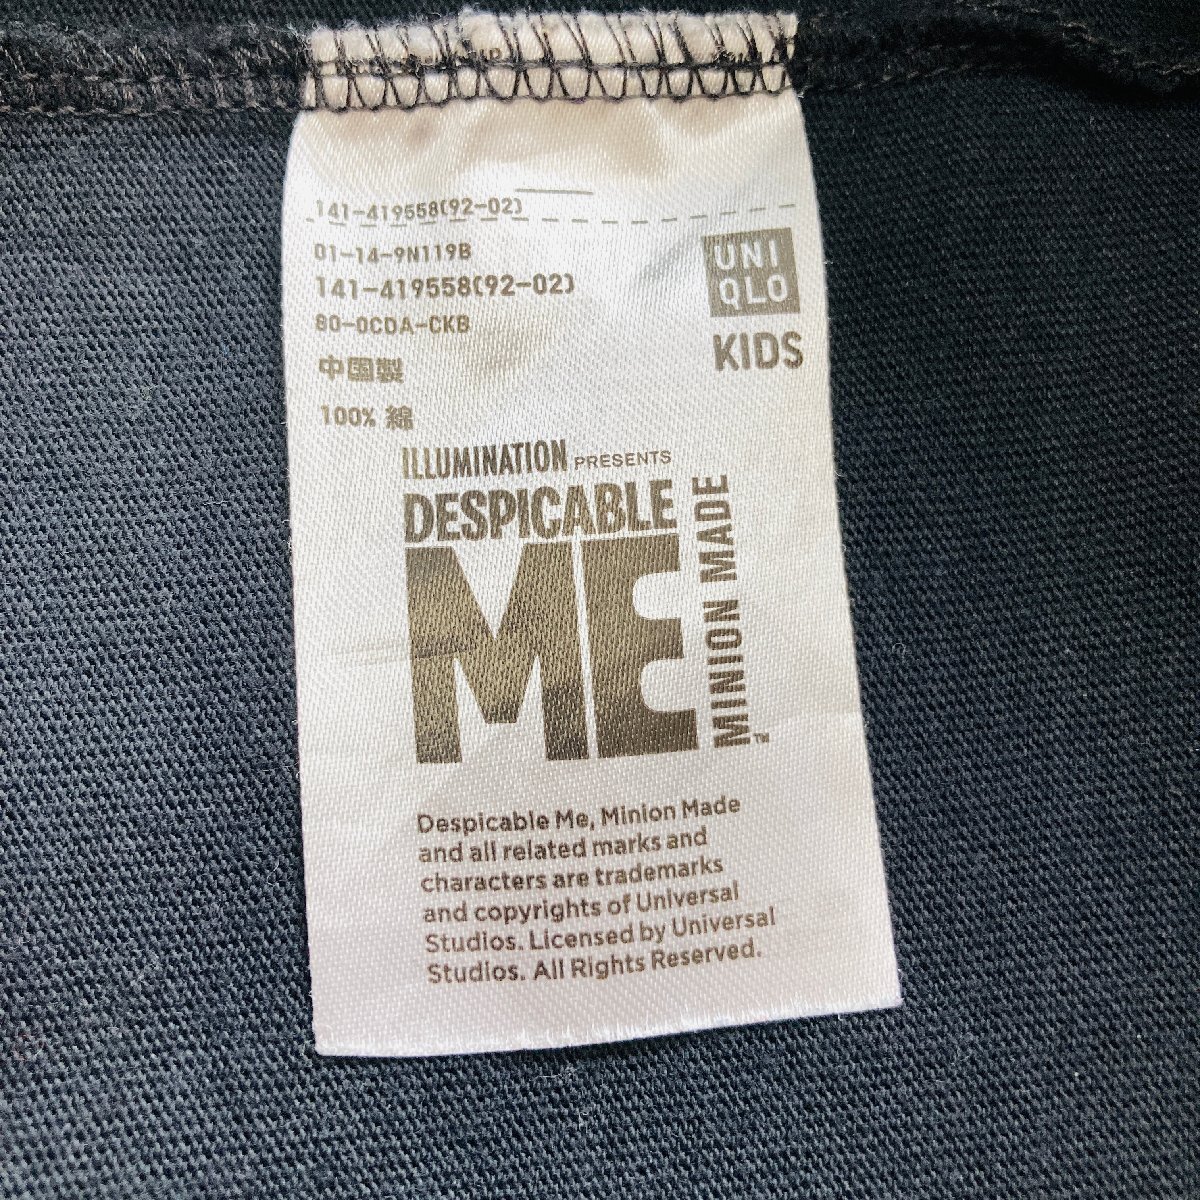 141-419558(92-02)
01-14-9N119B
141-419558(92-02)
80-0CDA-CKB
中国製
100% 綿
UNI
QLO
KIDS
ILLUMINATION PRESENTS
DESPICABLE
ME
MINION MADE
™
Despicable Me, Minion Made
and all related marks and
characters are trademarks
and copyrights of Universal
Studios. Licensed by Universal
Studios. All Rights Reserved.